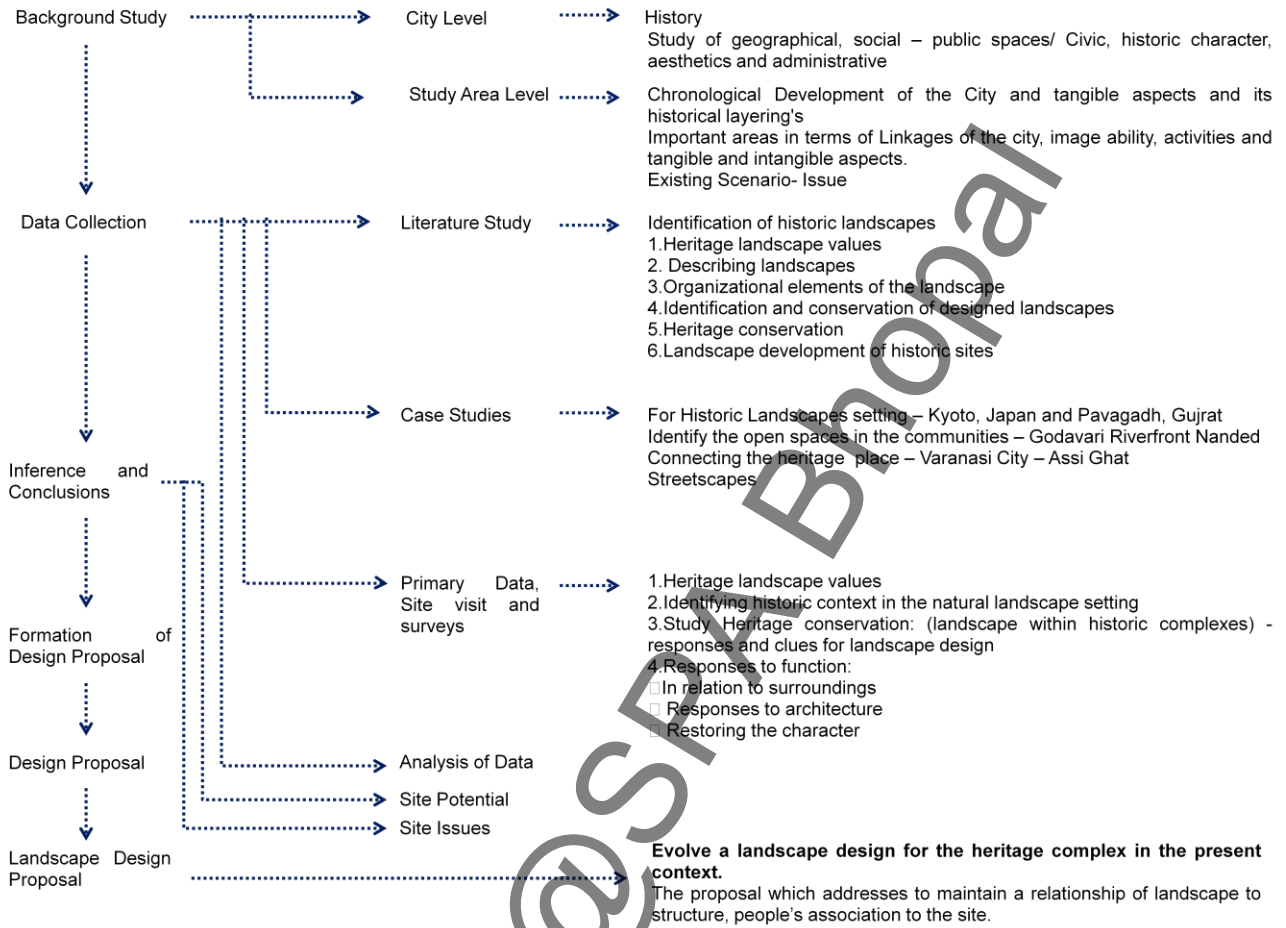 Background Study
City Level
History
Study of geographical, social – public spaces/ Civic, historic character,
aesthetics and administrative
Study Area Level
Chronological Development of the City and tangible aspects and its
historical layering's
Important areas in terms of Linkages of the city, image ability, activities and
tangible and intangible aspects.
Existing Scenario- Issue
Data Collection
Literature Study
Identification of historic landscapes
1.Heritage landscape values
2. Describing landscapes
3.Organizational elements of the landscape
4.Identification and conservation of designed landscapes
5.Heritage conservation
6.Landscape development of historic sites
Case Studies
For Historic Landscapes setting – Kyoto, Japan and Pavagadh, Gujrat
Identify the open spaces in the communities – Godavari Riverfront Nanded
Connecting the heritage place – Varanasi City – Assi Ghat
Streetscapes
Inference and
Conclusions
Primary Data,
Site visit and
surveys
1.Heritage landscape values
2.Identifying historic context in the natural landscape setting
3.Study Heritage conservation: (landscape within historic complexes) -
responses and clues for landscape design
4.Responses to function:
In relation to surroundings
Responses to architecture
Restoring the character
Formation of
Design Proposal
Design Proposal
Analysis of Data
Site Potential
Site Issues
Landscape Design
Proposal
Evolve a landscape design for the heritage complex in the present
context.
The proposal which addresses to maintain a relationship of landscape to
structure, people's association to the site.
@SPA Bhopal